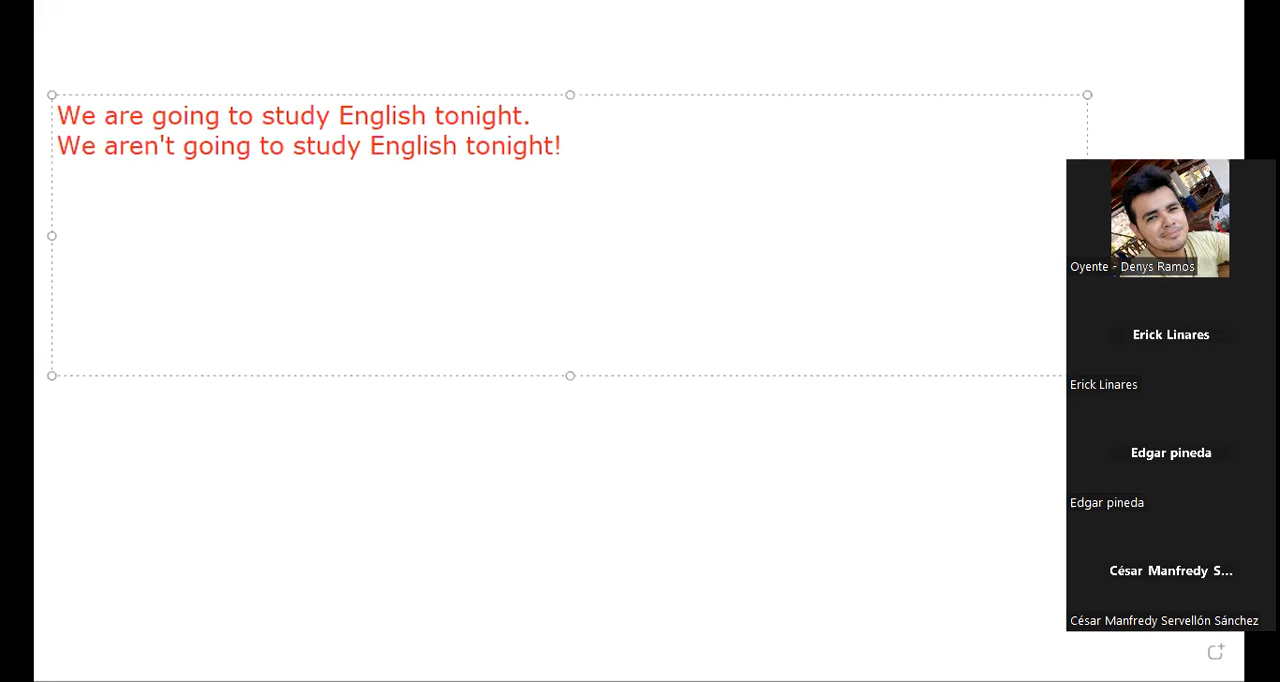 We are going to study English tonight.
We aren't going to study English tonight!
Oyente - Denys Ramos
Erick Linares
Erick Linares
Edgar pineda
Edgar pineda
César Manfredy S...
César Manfredy Servellón Sánchez